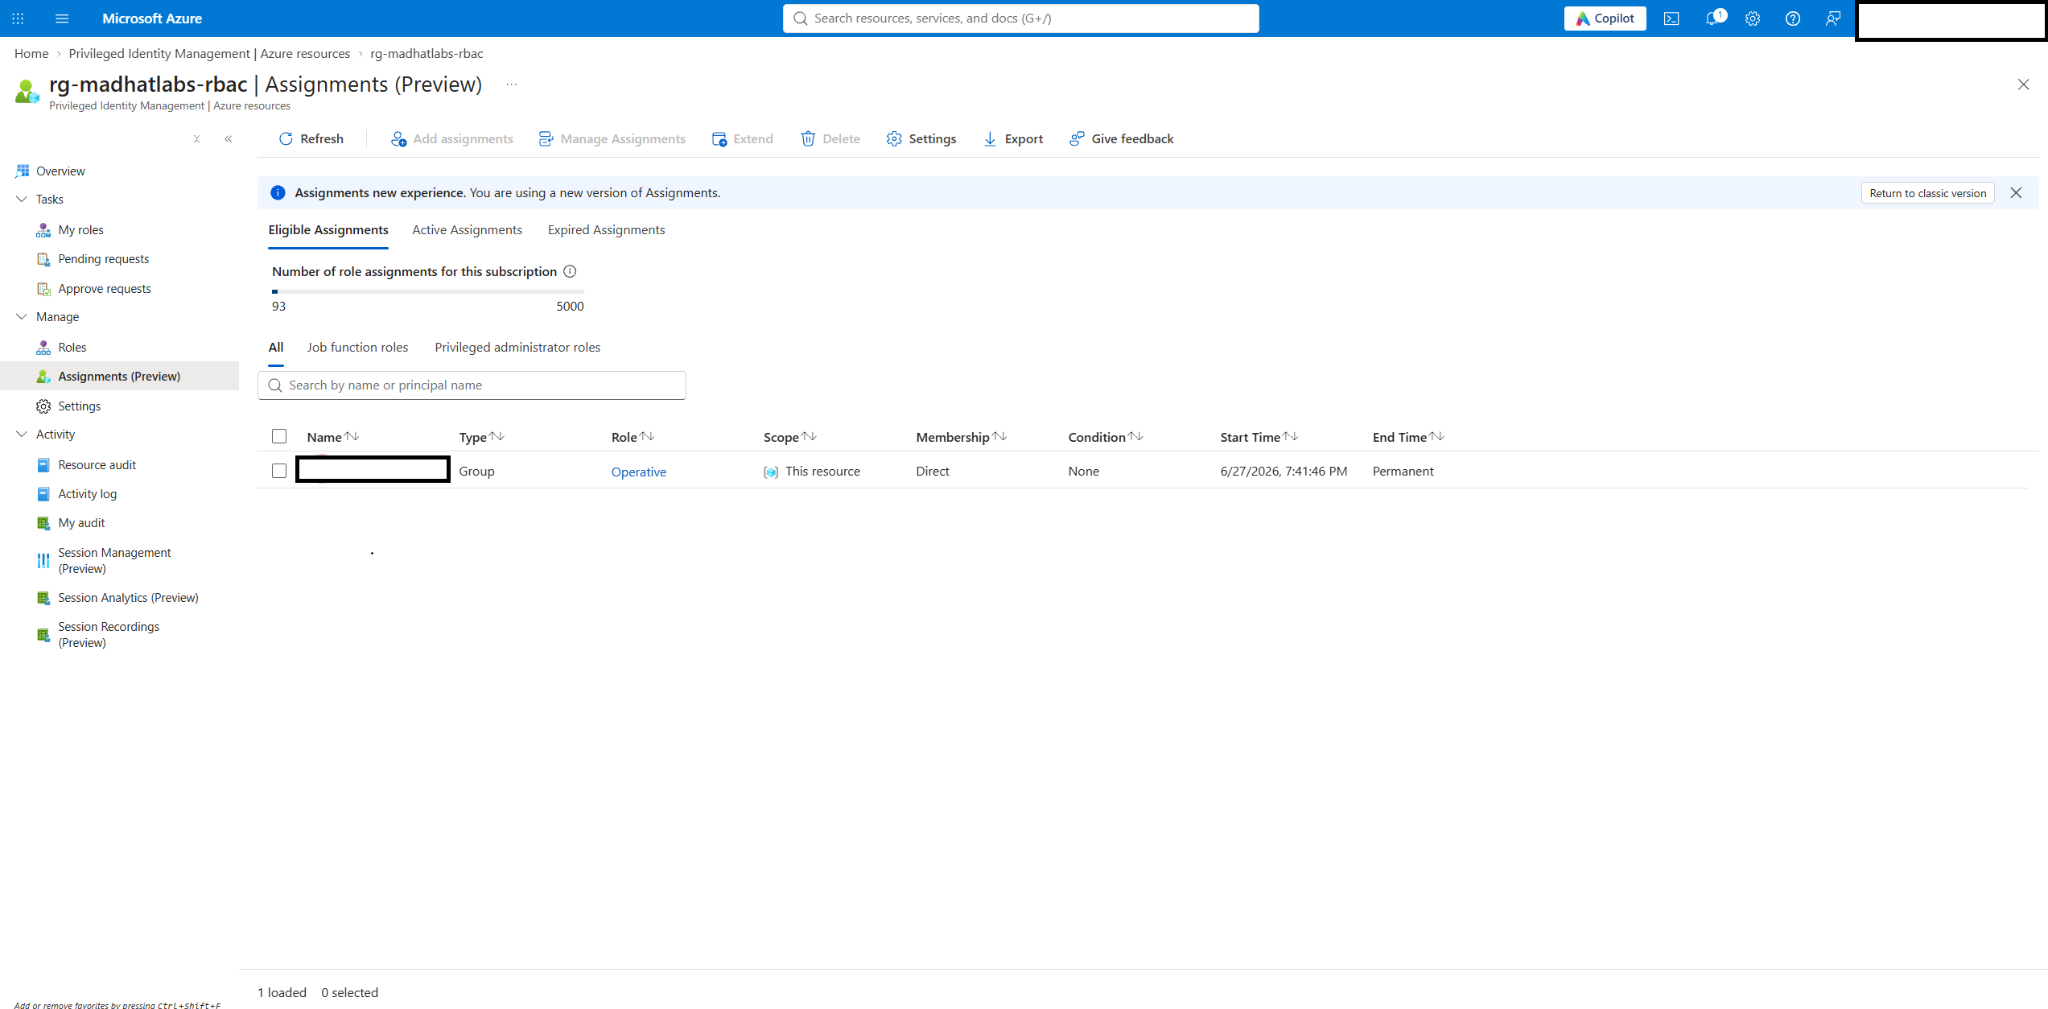 Microsoft Azure
Search resources, services, and docs (G+/)
Copilot
1
Home > Privileged Identity Management | Azure resources > rg-madhatlabs-rbac
rg-madhatlabs-rbac | Assignments (Preview) ...
Privileged Identity Management | Azure resources
Refresh Add assignments Manage Assignments Extend Delete Settings Export Give feedback
Overview
Tasks
My roles
Pending requests
Approve requests
Manage
Roles
Assignments (Preview)
Settings
Activity
Resource audit
Activity log
My audit
Session Management
(Preview)
Session Analytics (Preview)
Session Recordings
(Preview)
Add or remove favorites by pressing Ctrl+Shift+F
Assignments new experience. You are using a new version of Assignments.
Return to classic version
Eligible Assignments Active Assignments Expired Assignments
Number of role assignments for this subscription
93 5000
All Job function roles Privileged administrator roles
Search by name or principal name
Name Type Role Scope Membership Condition Start Time End Time
Group Operative This resource Direct None 6/27/2026, 7:41:46 PM Permanent
1 loaded 0 selected